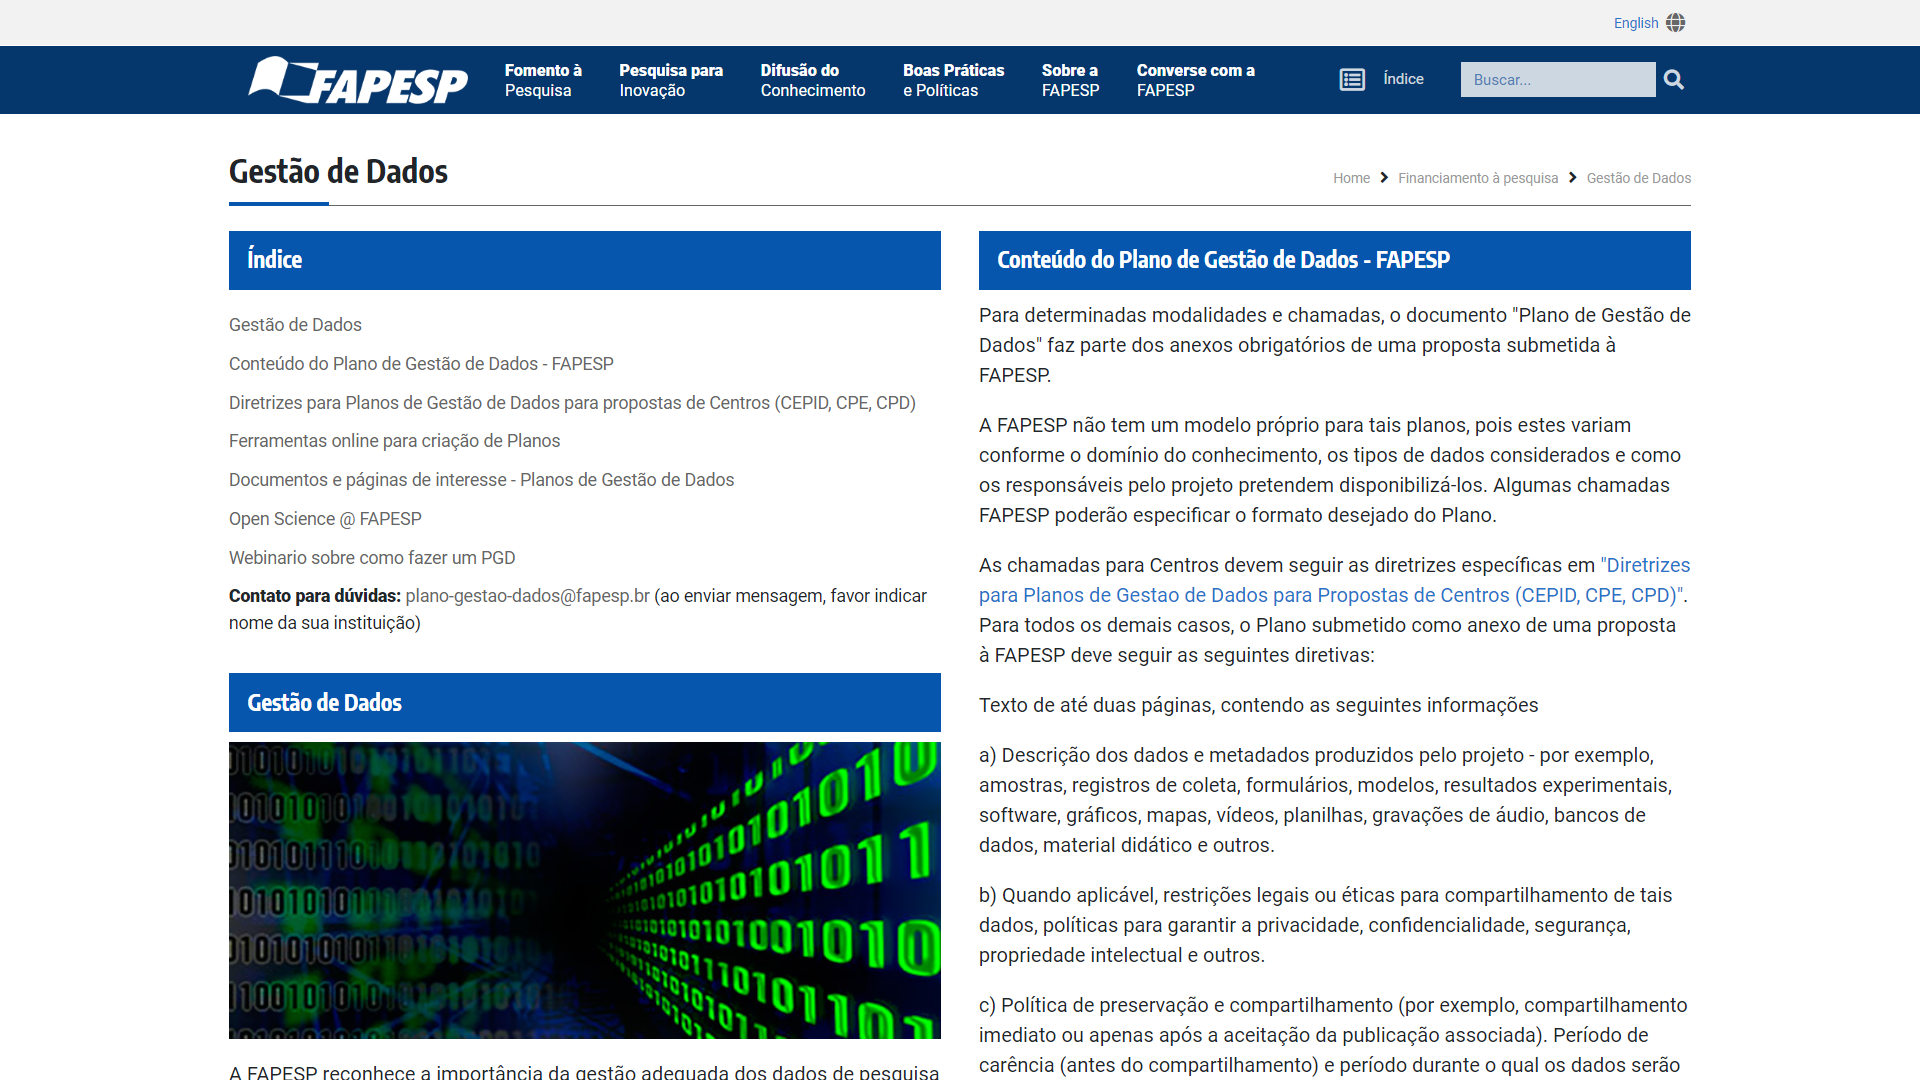 English
FAPESP
Fomento à
Pesquisa
Pesquisa para
Inovação
Difusão do
Conhecimento
Boas Práticas
e Políticas
Sobre a
FAPESP
Converse com a
FAPESP
Índice
Buscar...
Gestão de Dados
Home
Financiamento à pesquisa
Gestão de Dados
Índice
Gestão de Dados
Conteúdo do Plano de Gestão de Dados - FAPESP
Diretrizes para Planos de Gestão de Dados para propostas de Centros (CEPID, CPE, CPD)
Ferramentas online para criação de Planos
Documentos e páginas de interesse - Planos de Gestão de Dados
Open Science @ FAPESP
Webinario sobre como fazer um PGD
Contato para dúvidas: plano-gestao-dados@fapesp.br (ao enviar mensagem, favor indicar
nome da sua instituição)
Gestão de Dados
A FAPESP reconhece a importância da gestão adequada dos dados de pesquisa
Conteúdo do Plano de Gestão de Dados - FAPESP
Para determinadas modalidades e chamadas, o documento "Plano de Gestão de
Dados" faz parte dos anexos obrigatórios de uma proposta submetida à
FAPESP.
A FAPESP não tem um modelo próprio para tais planos, pois estes variam
conforme o domínio do conhecimento, os tipos de dados considerados e como
os responsáveis pelo projeto pretendem disponibilizá-los. Algumas chamadas
FAPESP poderão especificar o formato desejado do Plano.
As chamadas para Centros devem seguir as diretrizes específicas em "Diretrizes
para Planos de Gestao de Dados para Propostas de Centros (CEPID, CPE, CPD)".
Para todos os demais casos, o Plano submetido como anexo de uma proposta
à FAPESP deve seguir as seguintes diretivas:
Texto de até duas páginas, contendo as seguintes informações
a) Descrição dos dados e metadados produzidos pelo projeto - por exemplo,
amostras, registros de coleta, formulários, modelos, resultados experimentais,
software, gráficos, mapas, vídeos, planilhas, gravações de áudio, bancos de
dados, material didático e outros.
b) Quando aplicável, restrições legais ou éticas para compartilhamento de tais
dados, políticas para garantir a privacidade, confidencialidade, segurança,
propriedade intelectual e outros.
c) Política de preservação e compartilhamento (por exemplo, compartilhamento
imediato ou apenas após a aceitação da publicação associada). Período de
carência (antes do compartilhamento) e período durante o qual os dados serão